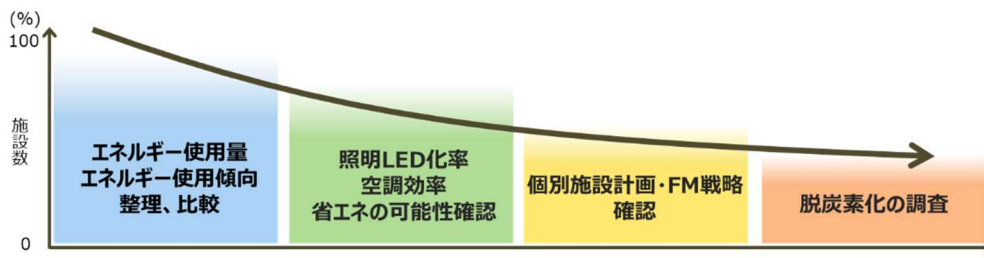 (%)
100
施設数
0
エネルギー使用量
エネルギー使用傾向
整理、比較
照明LED化率
空調効率
省エネの可能性確認
個別施設計画・FM戦略
確認
脱炭素化の調査